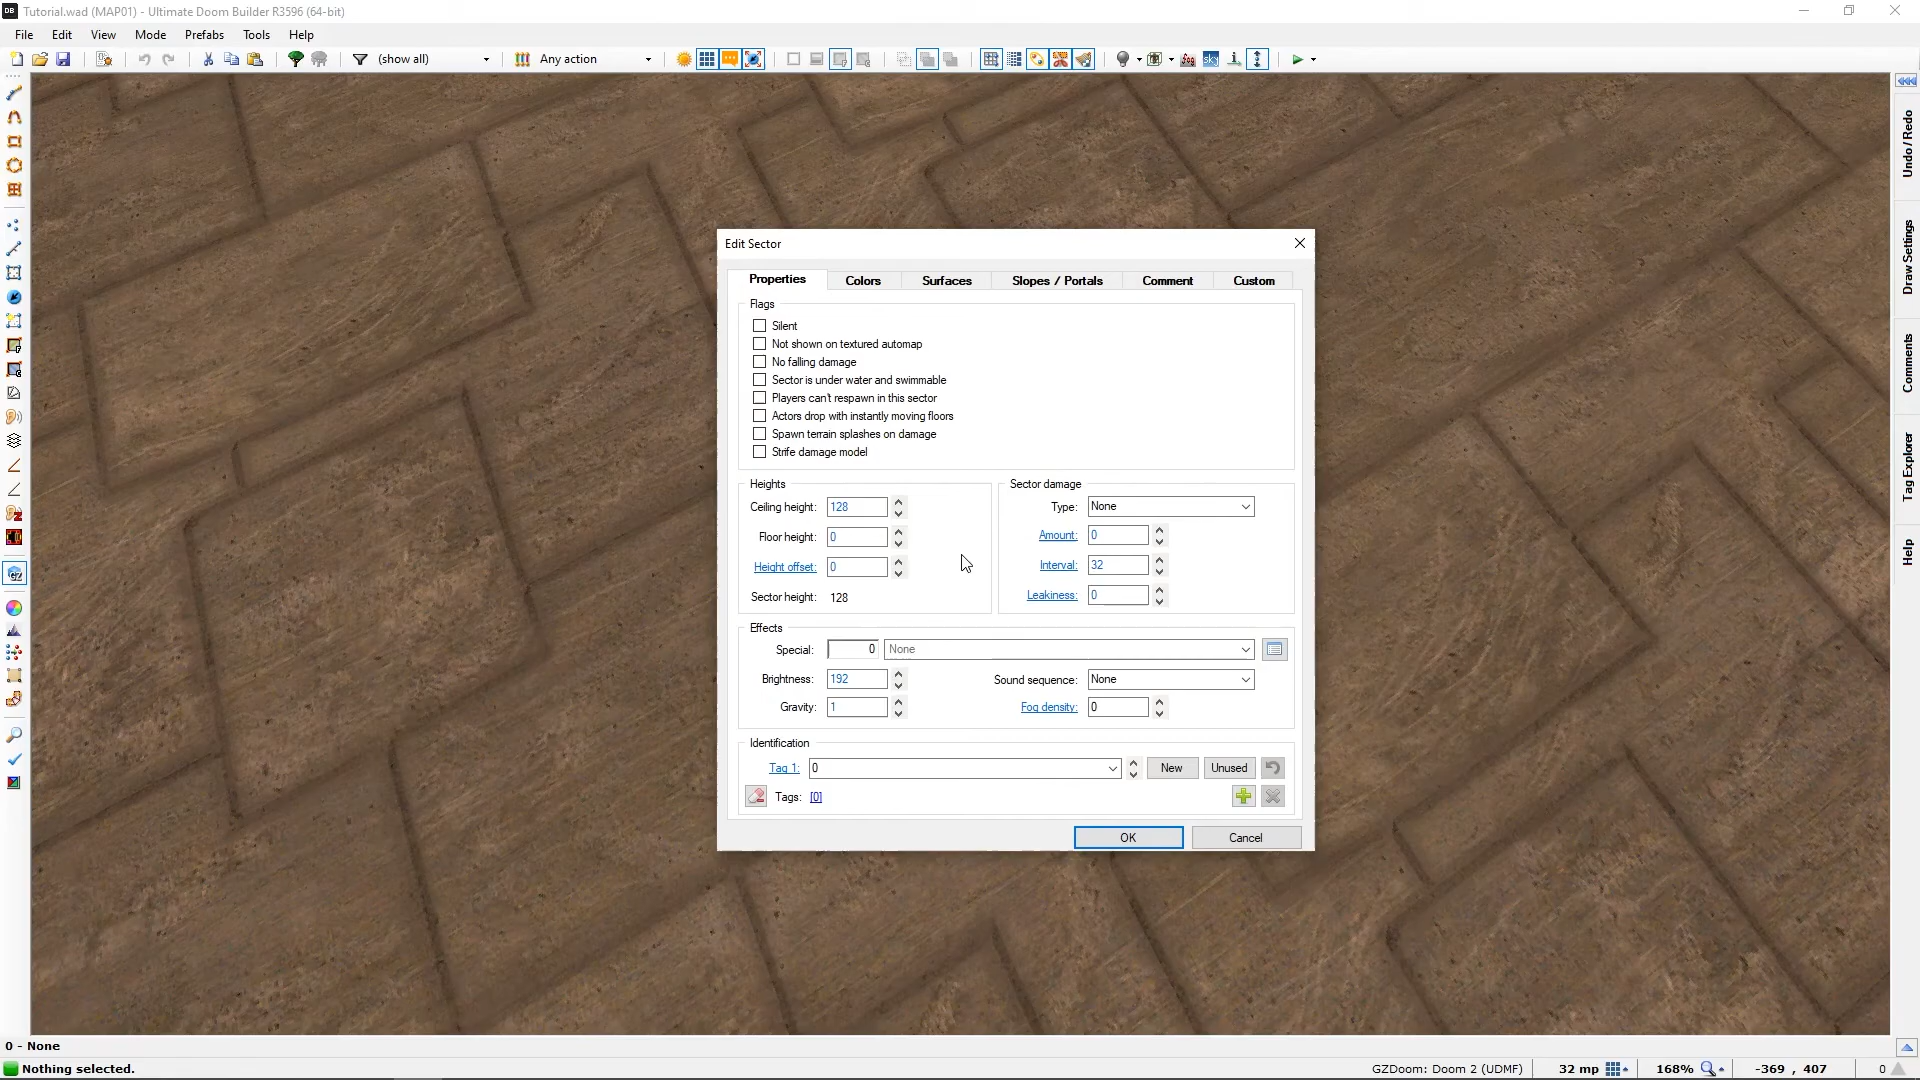 DB Tutorial.wad (MAP01) - Ultimate Doom Builder R3596 (64-bit)
File Edit View Mode Prefabs Tools Help
(show all) Any action sky
Edit Sector
Properties Colors Surfaces Slopes / Portals Comment Custom
Flags
Silent
Not shown on textured automap
No falling damage
Sector is under water and swimmable
Players can't respawn in this sector
Actors drop with instantly moving floors
Spawn terrain splashes on damage
Strife damage model
Heights
Ceiling height: 128
Floor height: 0
Height offset: 0
Sector height: 128
Sector damage
Type: None
Amount: 0
Interval: 32
Leakiness: 0
Effects
Special: 0 None
Brightness: 192
Sound sequence: None
Gravity: 1
Fog density: 0
Identification
Tag 1: 0 New Unused
Tags: [0]
OK Cancel
Undo / Redo
Draw Settings
Comments
Tag Explorer
Help
GZ
0 - None
Nothing selected. GZDoom: Doom 2 (UDMF) 32 mp 168% -369 , 407 0